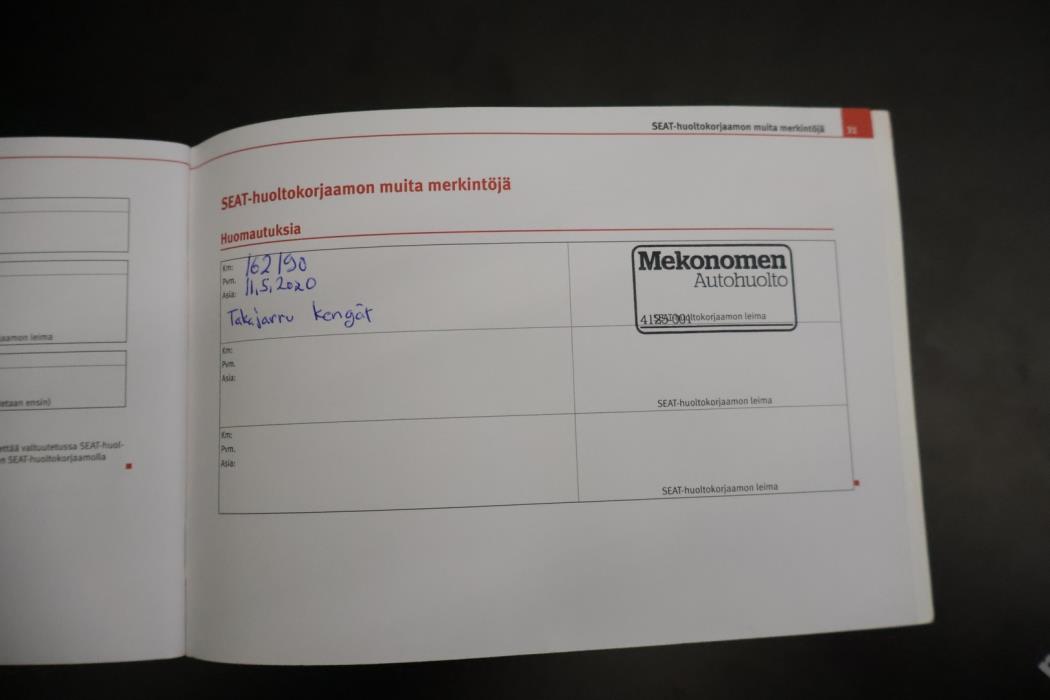 SEAT-huoltokorjaamon muita merkintöjä
SEAT-huoltokorjaamon muita merkintöjä
Huomautuksia
Km: 162190
Pvm. 11.5.2020
Asia:
Takajarru kengät
Mekonomen
Autohuolto
SEAT-huoltokorjaamon leima
4125-001
Km:
Pvm.
Asia:
SEAT-huoltokorjaamon leima
Km:
Pvm.
Asia:
SEAT-huoltokorjaamon leima
aamon leima
etaan ensin)
ettää valtuutetussa SEAT-huol-
n SEAT-huoltokorjaamolla